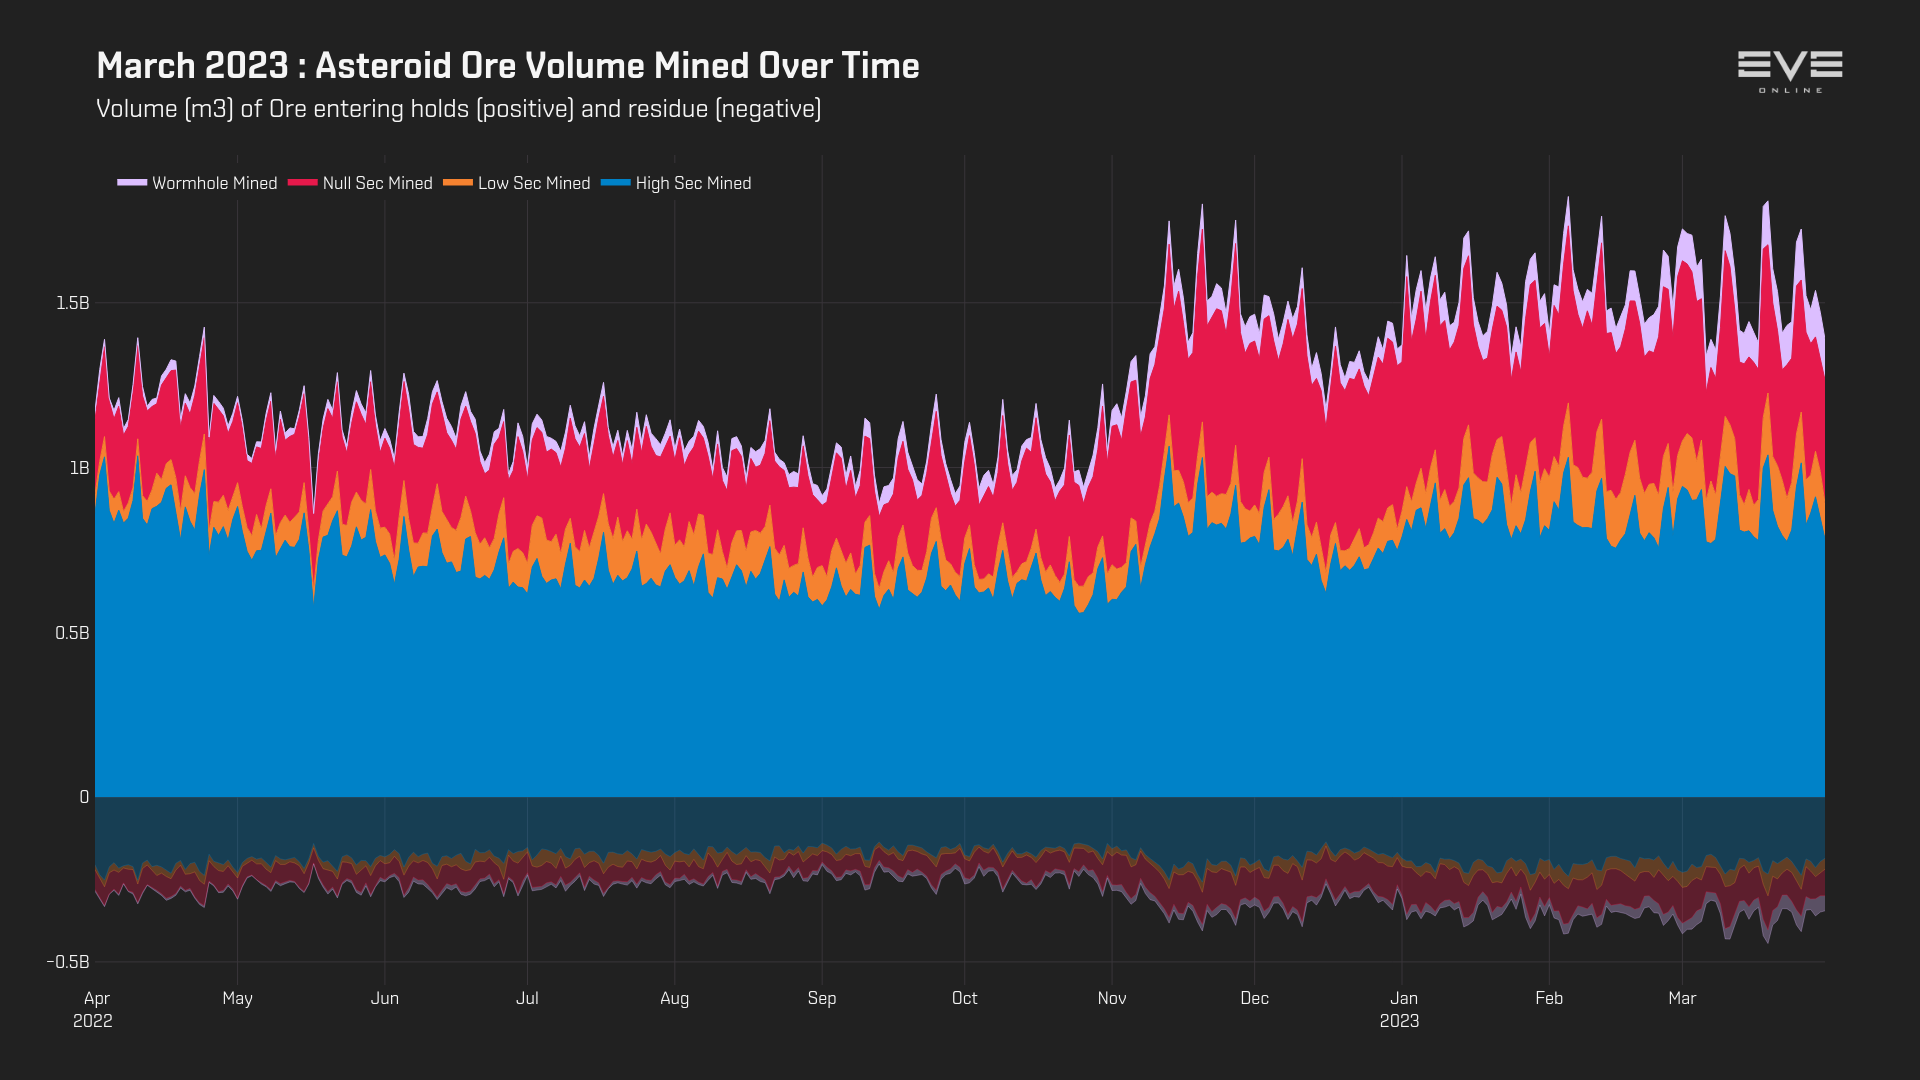 March 2023 : Asteroid Ore Volume Mined Over Time
Volume (m3) of Ore entering holds (positive) and residue (negative)
EVE
ONLINE
Wormhole Mined Null Sec Mined Low Sec Mined High Sec Mined
1.5B
1B
0.5B
0
−0.5B
Apr May Jun Jul Aug Sep Oct Nov Dec Jan Feb Mar
2022 2023